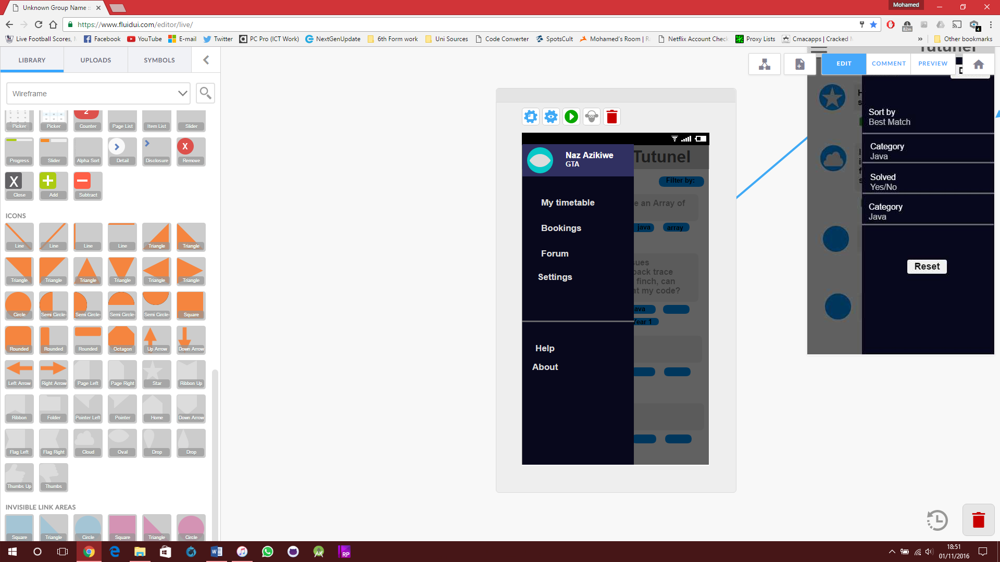 Unknown Group Name ::
Mohamed
https://www.fluidui.com/editor/live/
82m
4
Live Football Scores,
Facebook
YouTube
E-mail
Twitter
PC Pro (ICT Work)
NextGenUpdate
6th Form work
Uni Sources
Code Converter
SpotsCult
Mohamed's Room | R
Netflix Account Check
Proxy Lists
Cmacapps | Cracked
»
Other bookmarks
LIBRARY
UPLOADS
SYMBOLS
EDIT
COMMENT
PREVIEW
Tutunel
Wireframe
2
Picker
Picker
Counter
Page List
Item List
Slider
Progress
Slider
Alpha Sort
Detail
Disclosure
X
Remove
X
Close
Add
Subtract
ICONS
Line
Line
Line
Line
Triangle
Triangle
Triangle
Triangle
Triangle
Triangle
Triangle
Triangle
Circle
Semi Circle-
Semi Circle-
Semi Circle-
Semi Circle-
Square
Rounded
Rounded
Rounded
Octagon
Up Arrow
Down Arrow
Left Arrow
Right Arrow
Page Left
Page Right
Star
Ribbon Up
Ribbon
Folder
Pointer Left
Pointer
Home
Down Arrow
Flag Left
Flag Right
Cloud
Oval
Drop
Drop
Thumbs Up
Thumbs
INVISIBLE LINK AREAS
Square
Triangle
Circle
Square
Triangle
Circle
Naz Azikiwe
GTA
Tutunel
Filter by:
My timetable
Bookings
Forum
Settings
Help
About
e an Array of
java
array
ues
back trace
finch, can
at my code?
ava
Year 1
Sort by
Best Match
Category
Java
Solved
Yes/No
Category
Java
Reset
RP
18:51
01/11/2016